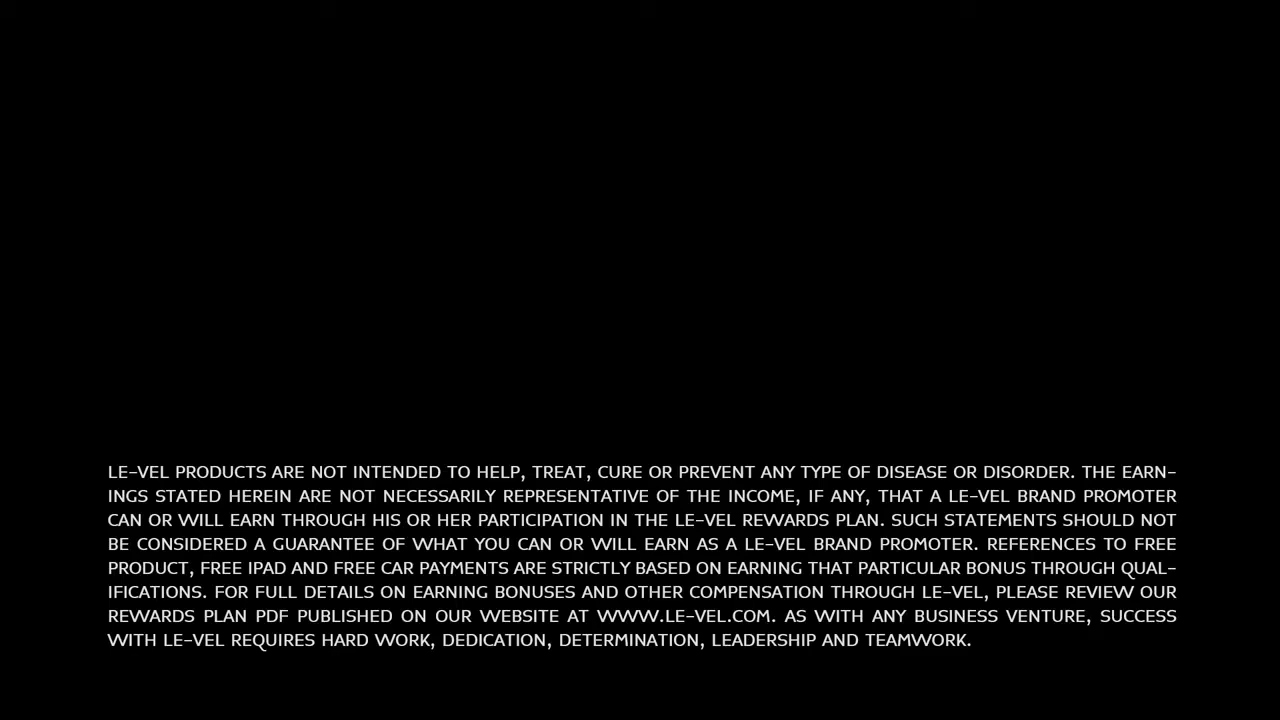 LE-VEL PRODUCTS ARE NOT INTENDED TO HELP, TREAT, CURE OR PREVENT ANY TYPE OF DISEASE OR DISORDER. THE EARN-
INGS STATED HEREIN ARE NOT NECESSARILY REPRESENTATIVE OF THE INCOME, IF ANY, THAT A LE-VEL BRAND PROMOTER
CAN OR WILL EARN THROUGH HIS OR HER PARTICIPATION IN THE LE-VEL REWARDS PLAN. SUCH STATEMENTS SHOULD NOT
BE CONSIDERED A GUARANTEE OF WHAT YOU CAN OR WILL EARN AS A LE-VEL BRAND PROMOTER. REFERENCES TO FREE
PRODUCT, FREE IPAD AND FREE CAR PAYMENTS ARE STRICTLY BASED ON EARNING THAT PARTICULAR BONUS THROUGH QUAL-
IFICATIONS. FOR FULL DETAILS ON EARNING BONUSES AND OTHER COMPENSATION THROUGH LE-VEL, PLEASE REVIEW OUR
REWARDS PLAN PDF PUBLISHED ON OUR WEBSITE AT WWW.LE-VEL.COM. AS WITH ANY BUSINESS VENTURE, SUCCESS
WITH LE-VEL REQUIRES HARD WORK, DEDICATION, DETERMINATION, LEADERSHIP AND TEAMWORK.